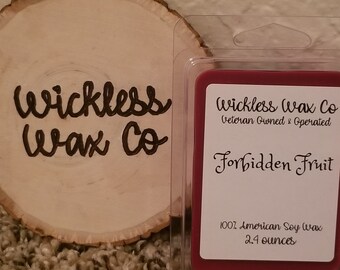 Wickless
Wax Co
Wickless Wax Co
Veteran Owned & Operated
Forbidden Fruit
100% American Soy Wax
2.4 ounces